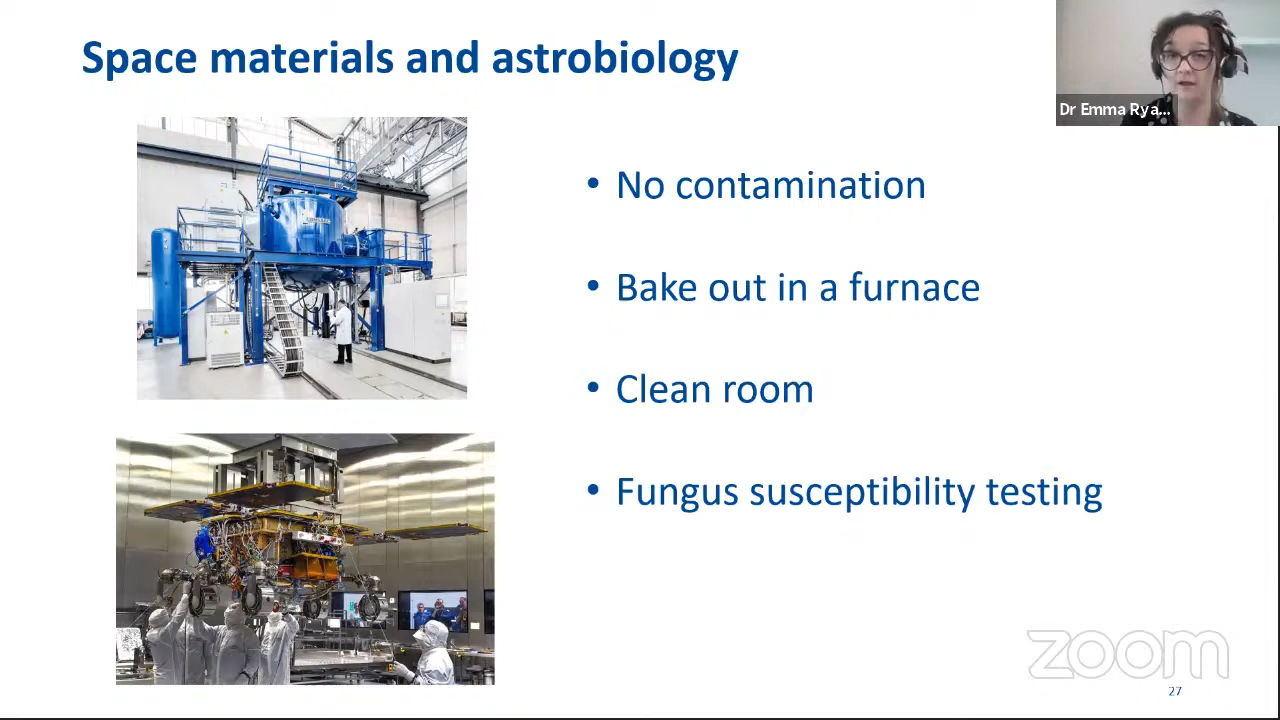 Space materials and astrobiology
Dr Emma Rya...
• No contamination
• Bake out in a furnace
• Clean room
• Fungus susceptibility testing
zoom
27